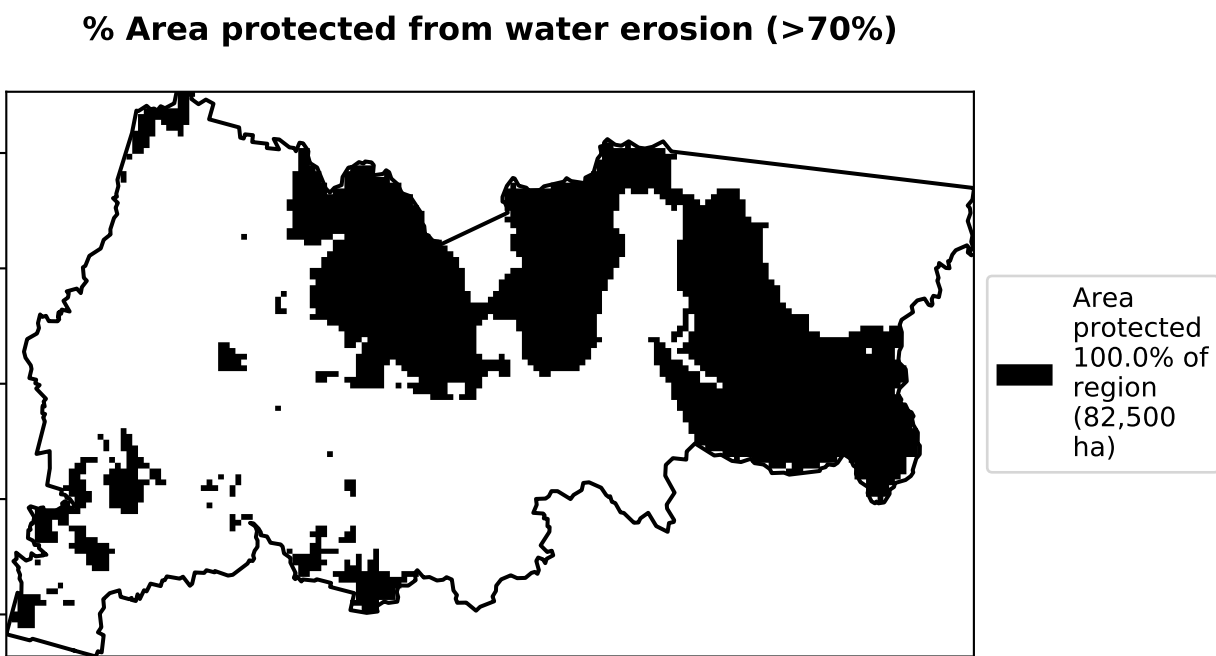 % Area protected from water erosion (>70%)
Area
protected
100.0% of
region
(82,500
ha)